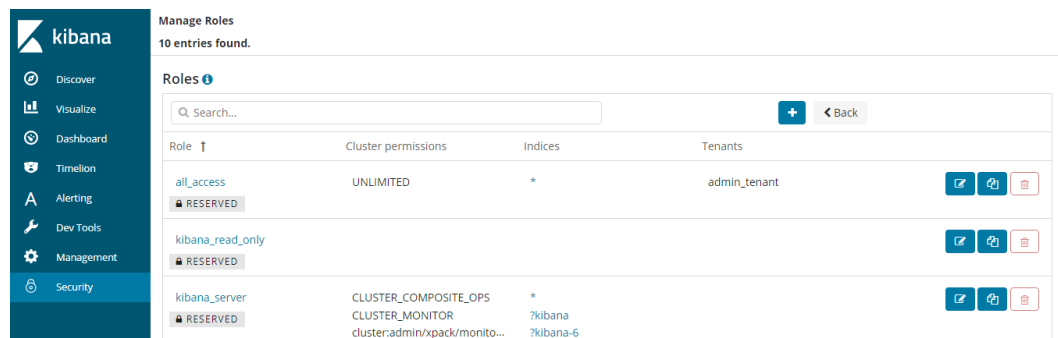 kibana
Discover
Visualize
Dashboard
Timelion
Alerting
Dev Tools
Management
Security
Manage Roles
10 entries found.
Roles
Search...
Back
Role ↑ Cluster permissions Indices Tenants
all_access UNLIMITED * admin_tenant
RESERVED
kibana_read_only
RESERVED
kibana_server CLUSTER_COMPOSITE_OPS *
RESERVED CLUSTER_MONITOR ?kibana
cluster:admin/xpack/monito... ?kibana-6